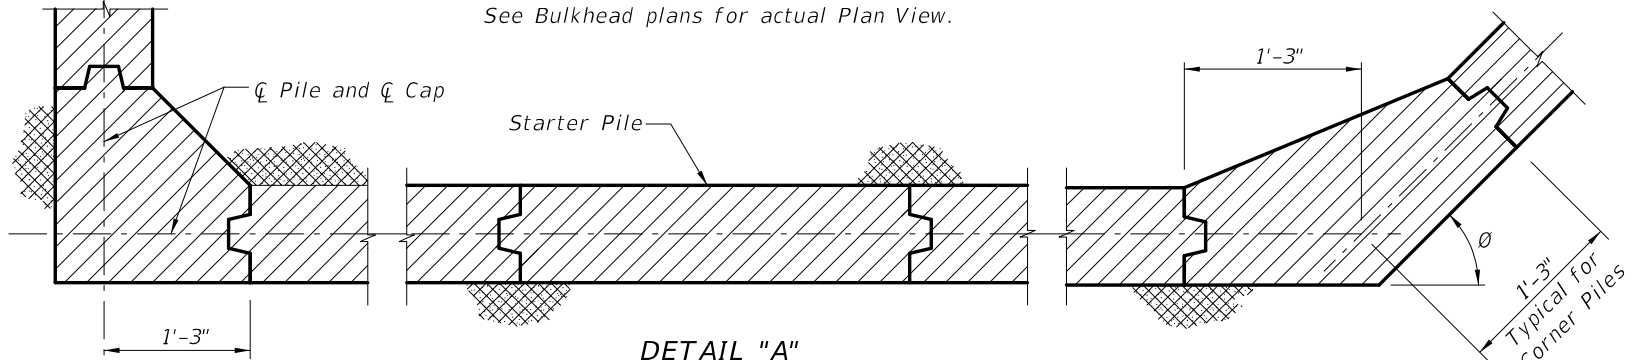 See Bulkhead plans for actual Plan View.
1'-3"
℄ Pile and ℄ Cap
Starter Pile
Ø
1'-3"
Typical for
Corner Piles
1'-3"
DETAIL "A"